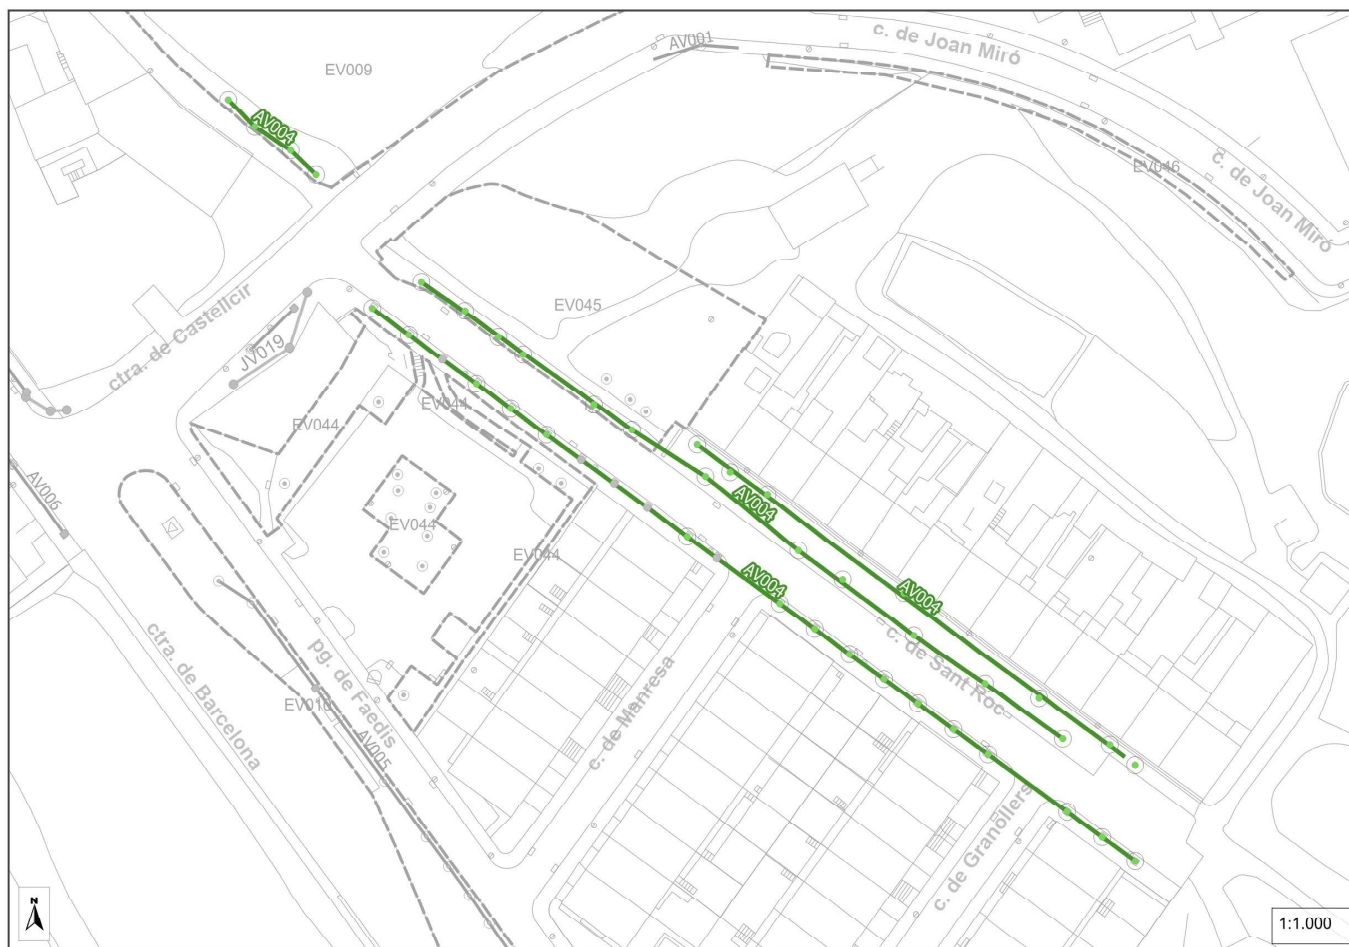 c. de Joan Miró
AV001
EV009
AV004
EV046
c. de Joan Miró
ctra. de Castellcir
EV045
JV019
EV044
EV044
AV006
AV004
EV044
EV044
AV004
AV004
c. de Sant Roc
ctra. de Barcelona
pg. de Faedis
c. de Manresa
AV005
c. de Granollers
N
1:1.000